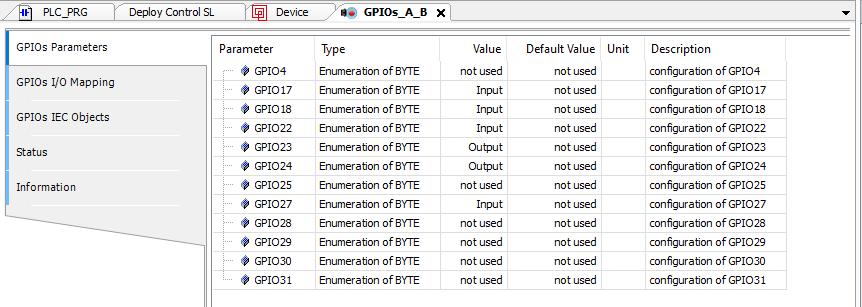 PLC_PRG Deploy Control SL Device GPIOs_A_B
GPIOs Parameters
GPIOs I/O Mapping
GPIOs IEC Objects
Status
Information
Parameter Type Value Default Value Unit Description
GPIO4 Enumeration of BYTE not used not used configuration of GPIO4
GPIO17 Enumeration of BYTE Input not used configuration of GPIO17
GPIO18 Enumeration of BYTE Input not used configuration of GPIO18
GPIO22 Enumeration of BYTE Input not used configuration of GPIO22
GPIO23 Enumeration of BYTE Output not used configuration of GPIO23
GPIO24 Enumeration of BYTE Output not used configuration of GPIO24
GPIO25 Enumeration of BYTE not used not used configuration of GPIO25
GPIO27 Enumeration of BYTE Input not used configuration of GPIO27
GPIO28 Enumeration of BYTE not used not used configuration of GPIO28
GPIO29 Enumeration of BYTE not used not used configuration of GPIO29
GPIO30 Enumeration of BYTE not used not used configuration of GPIO30
GPIO31 Enumeration of BYTE not used not used configuration of GPIO31